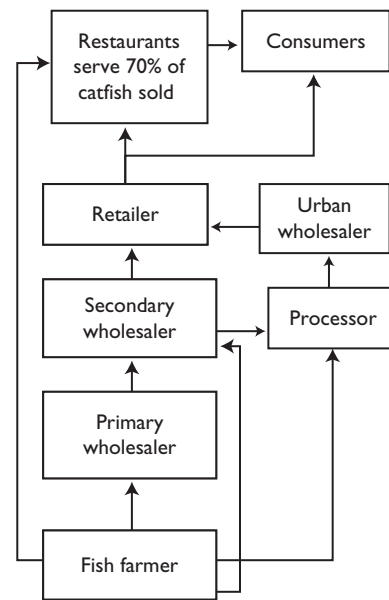 Restaurants
serve 70% of
catfish sold
Consumers
Retailer
Urban
wholesaler
Secondary
wholesaler
Processor
Primary
wholesaler
Fish farmer